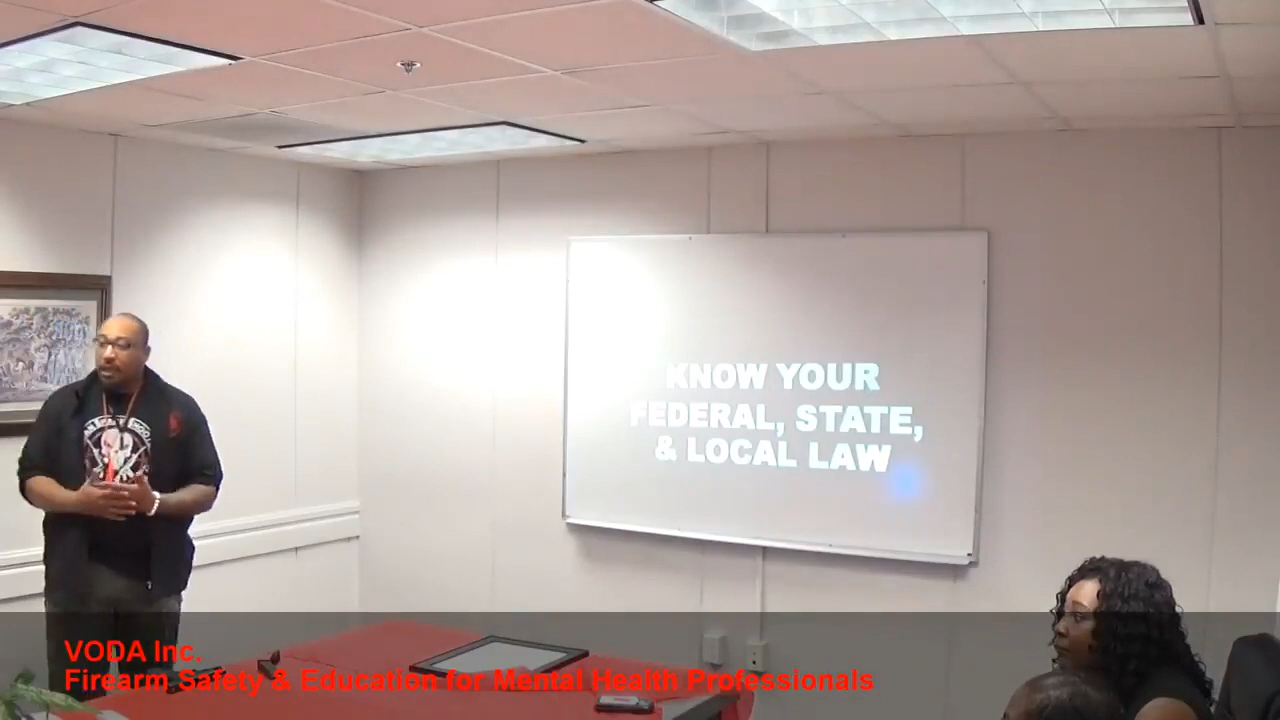 KNOW YOUR
FEDERAL, STATE,
& LOCAL LAW
VODA Inc.
Firearm Safety & Education for Mental Health Professionals